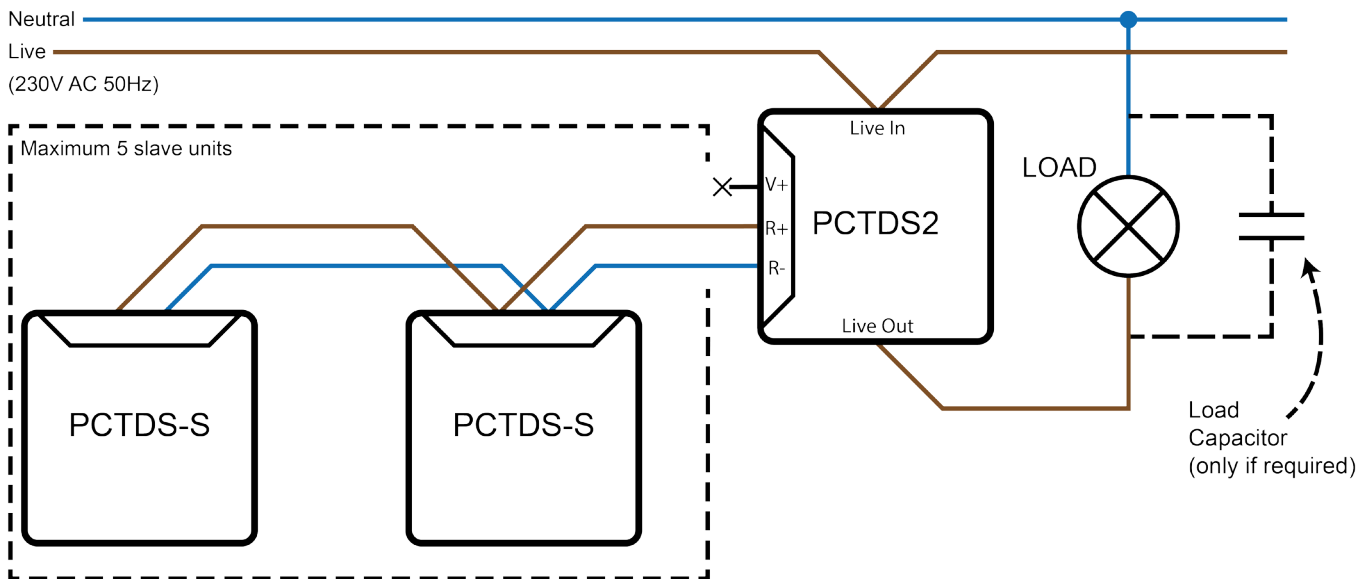 Neutral
Live
(230V AC 50Hz)
Maximum 5 slave units
Live In
V+
R+
R-
PCTDS2
Live Out
LOAD
PCTDS-S
PCTDS-S
Load
Capacitor
(only if required)